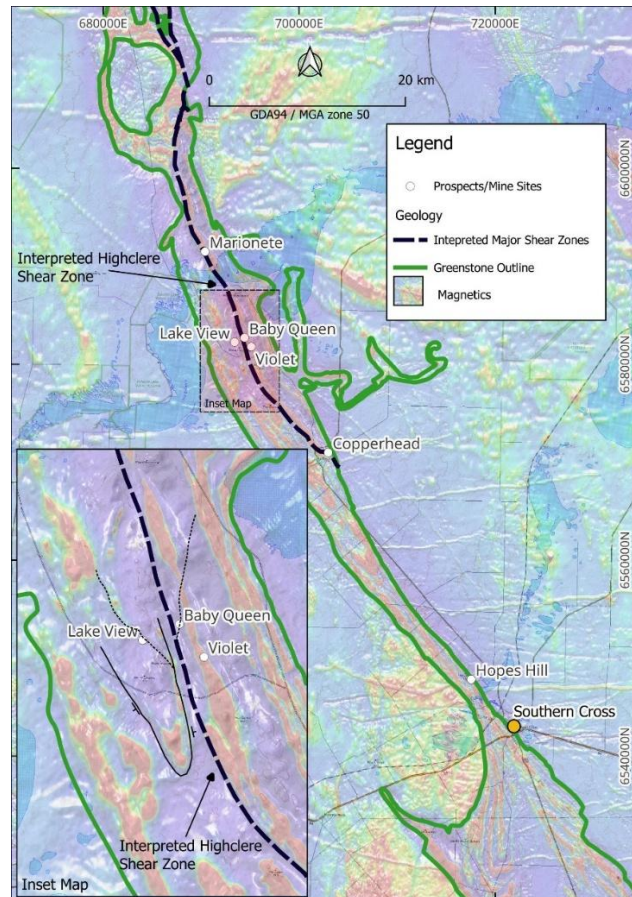 680000E
700000E
720000E
0
20 km
GDA94 / MGA zone 50
Legend
Prospects/Mine Sites
Geology
Intepreted Major Shear Zones
Greenstone Outline
Magnetics
6600000N
Marionete
Interpreted Highclere
Shear Zone
Lake View
Baby Queen
Violet
6580000N
Inset Map
Copperhead
6560000N
Baby Queen
Lake View
Violet
Hopes Hill
Southern Cross
6540000N
Interpreted Highclere
Shear Zone
Inset Map